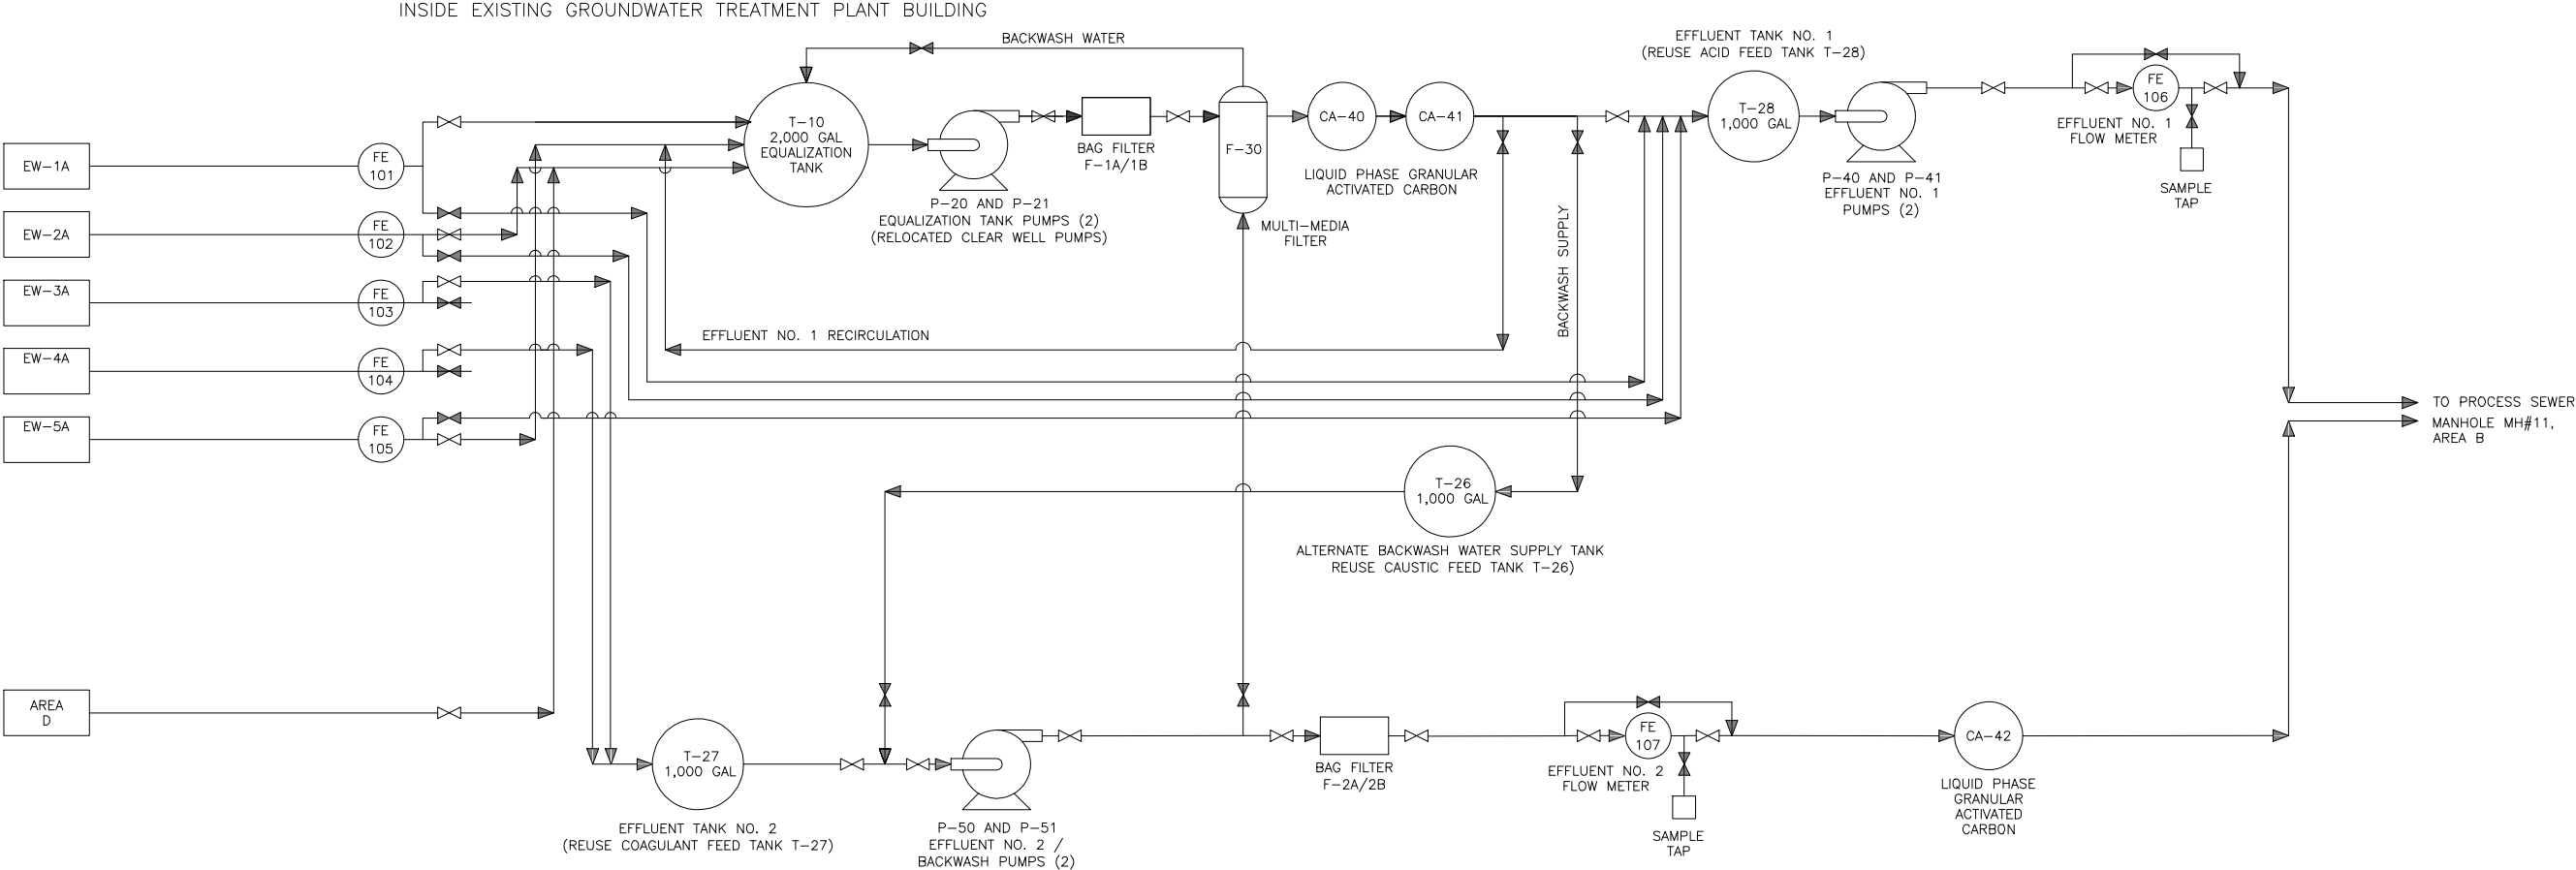 INSIDE EXISTING GROUNDWATER TREATMENT PLANT BUILDING
BACKWASH WATER
EFFLUENT TANK NO. 1
(REUSE ACID FEED TANK T-28)
EW-1A
FE
101
T-10
2,000 GAL
EQUALIZATION
TANK
P-20 AND P-21
EQUALIZATION TANK PUMPS (2)
(RELOCATED CLEAR WELL PUMPS)
BAG FILTER
F-1A/1B
F-30
MULTI-MEDIA
FILTER
CA-40
CA-41
LIQUID PHASE GRANULAR
ACTIVATED CARBON
BACKWASH SUPPLY
T-28
1,000 GAL
P-40 AND P-41
EFFLUENT NO. 1
PUMPS (2)
FE
106
EFFLUENT NO. 1
FLOW METER
SAMPLE
TAP
EW-2A
FE
102
EW-3A
FE
103
EFFLUENT NO. 1 RECIRCULATION
EW-4A
FE
104
EW-5A
FE
105
TO PROCESS SEWER
MANHOLE MH#11,
AREA B
T-26
1,000 GAL
ALTERNATE BACKWASH WATER SUPPLY TANK
REUSE CAUSTIC FEED TANK T-26)
AREA
D
T-27
1,000 GAL
EFFLUENT TANK NO. 2
(REUSE COAGULANT FEED TANK T-27)
P-50 AND P-51
EFFLUENT NO. 2 /
BACKWASH PUMPS (2)
BAG FILTER
F-2A/2B
FE
107
EFFLUENT NO. 2
FLOW METER
SAMPLE
TAP
CA-42
LIQUID PHASE
GRANULAR
ACTIVATED
CARBON